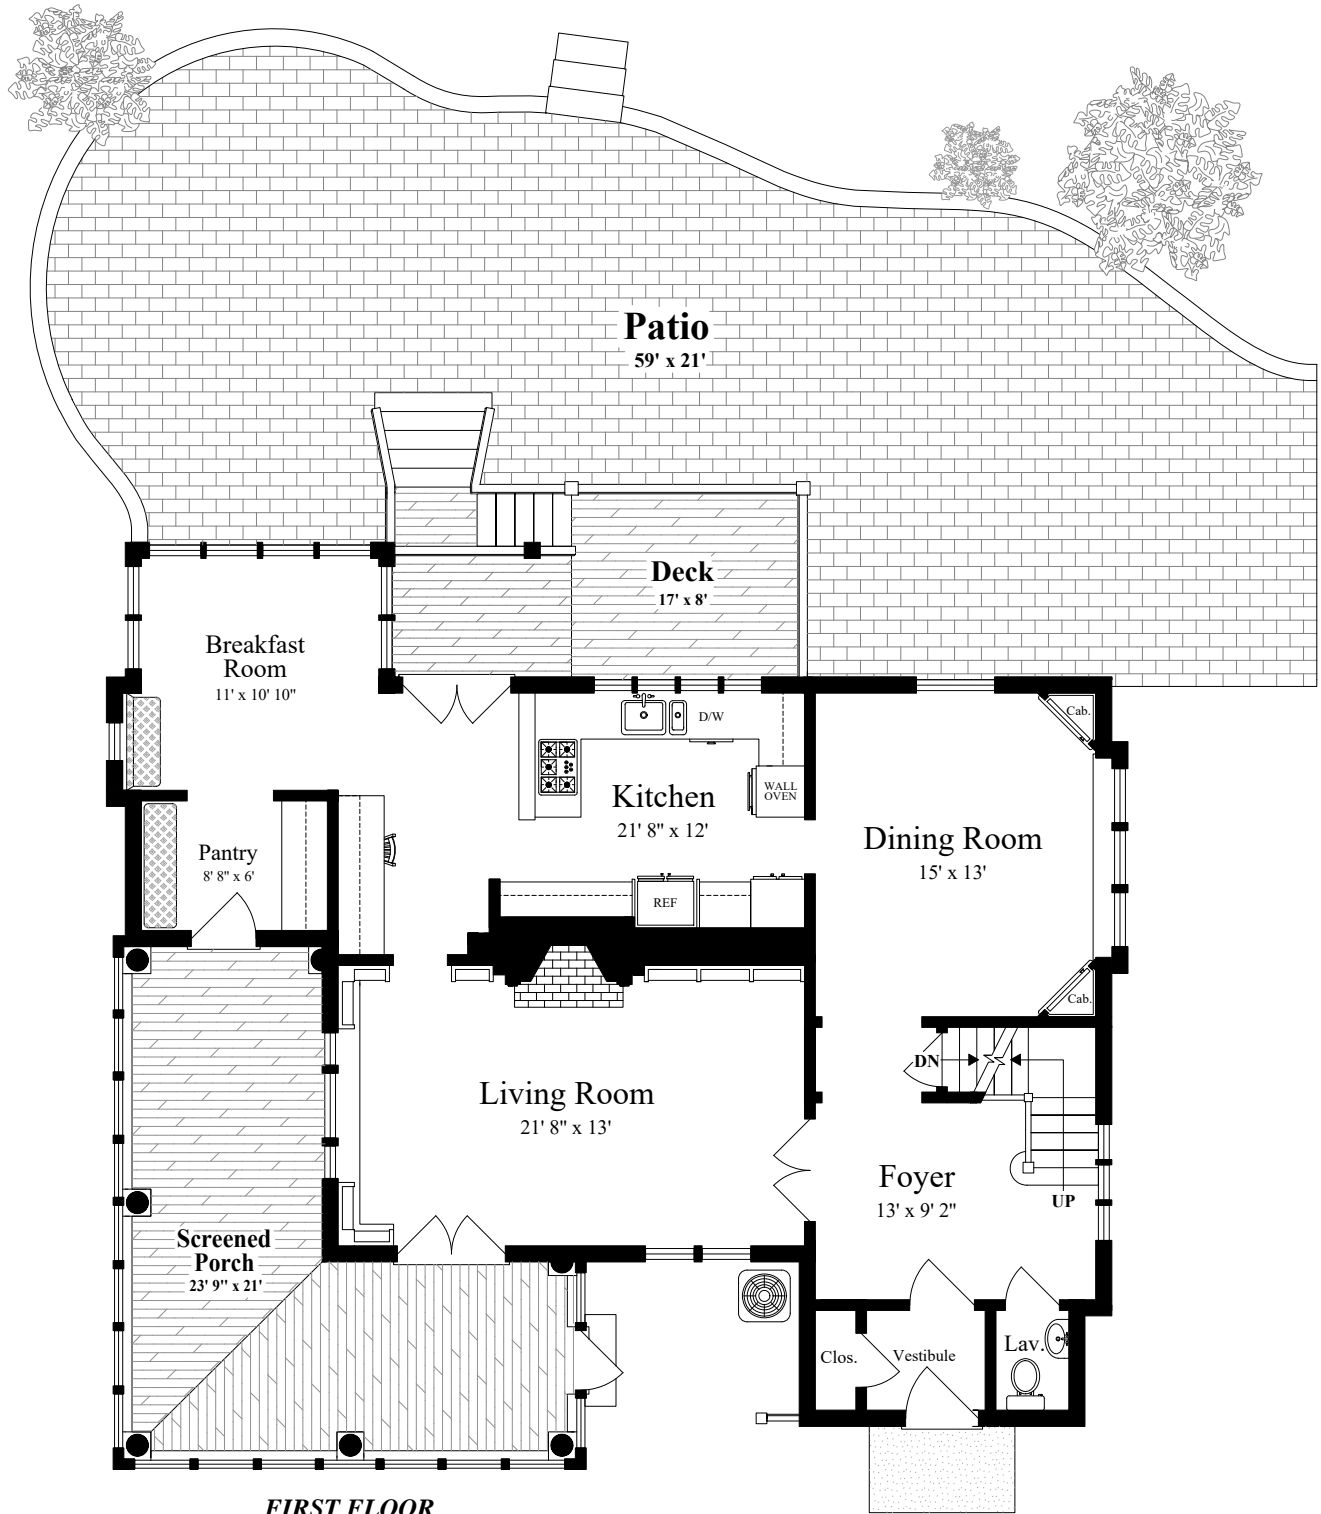 Patio
59' x 21'
Deck
17' x 8'
Breakfast
Room
11' x 10' 10"
Cab.
D/W
WALL
OVEN
Kitchen
21' 8" x 12'
Dining Room
15' x 13'
Pantry
8' 8" x 6'
REF
Cab.
DN
Living Room
21' 8" x 13'
Foyer
13' x 9' 2"
UP
Screened
Porch
23' 9" x 21'
Clos.
Vestibule
Lav.
FIRST FLOOR